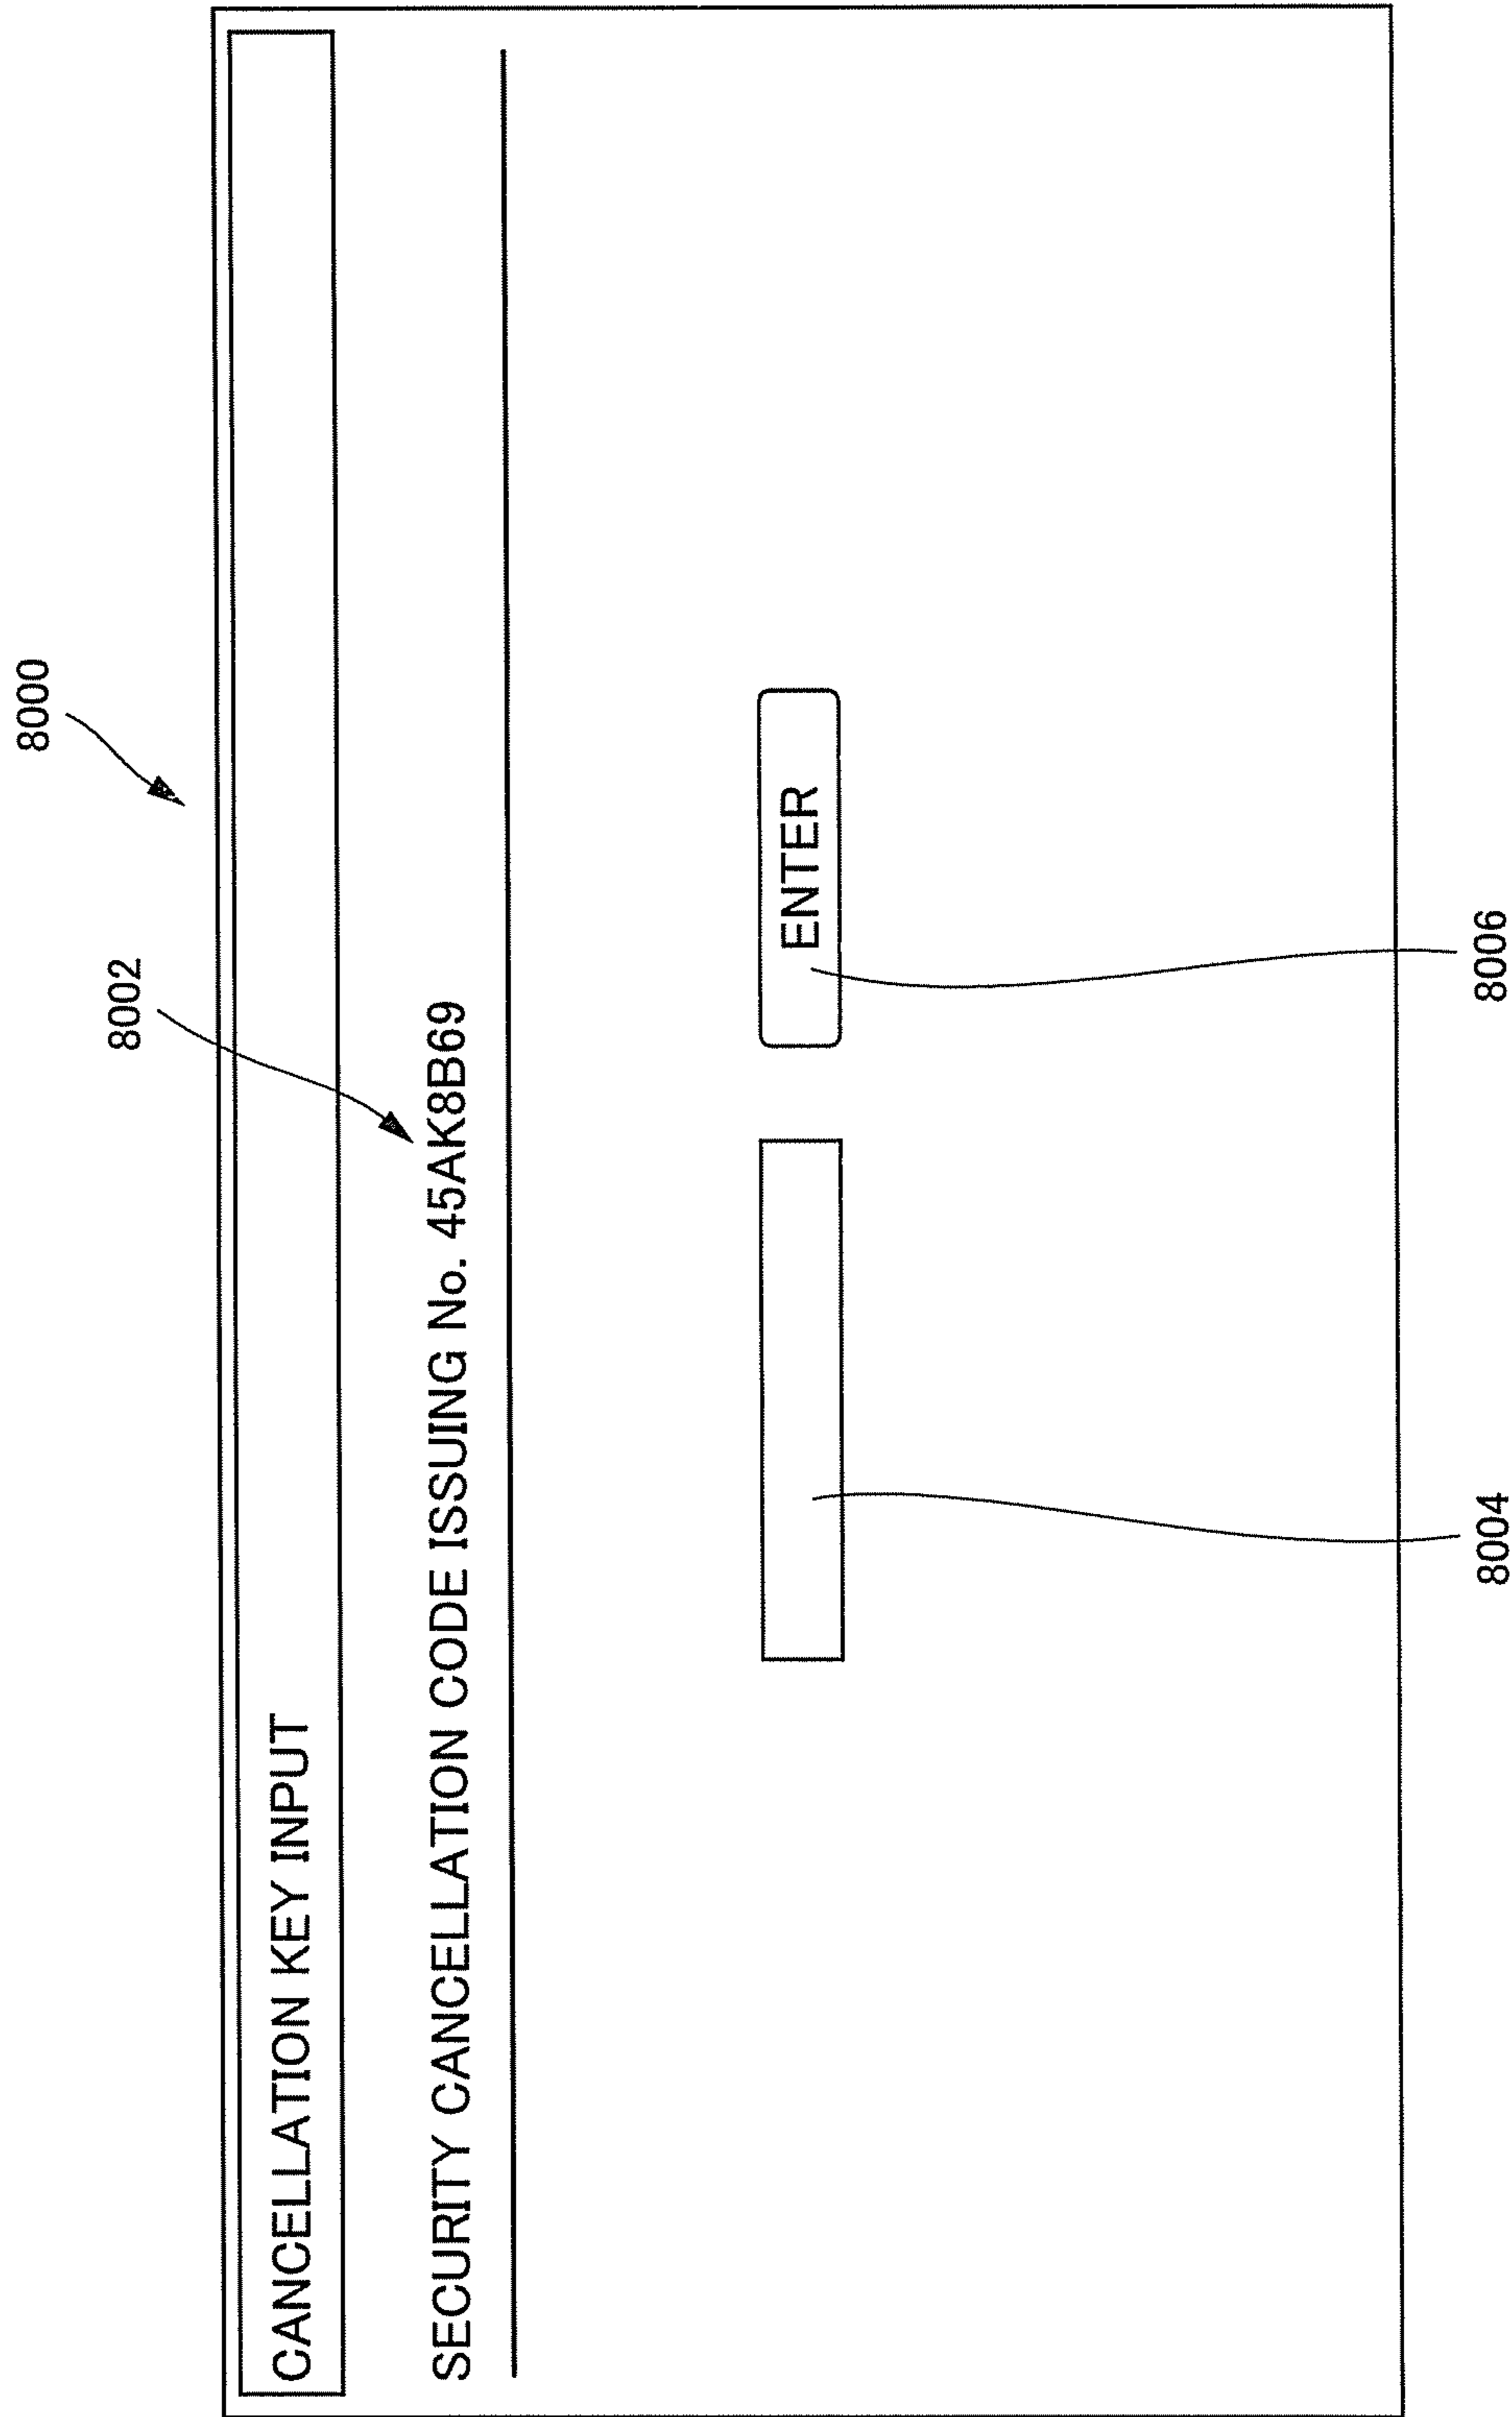 8000
8002
CANCELLATION KEY INPUT
SECURITY CANCELLATION CODE ISSUING No. 45AK8B69
ENTER
8004
8006